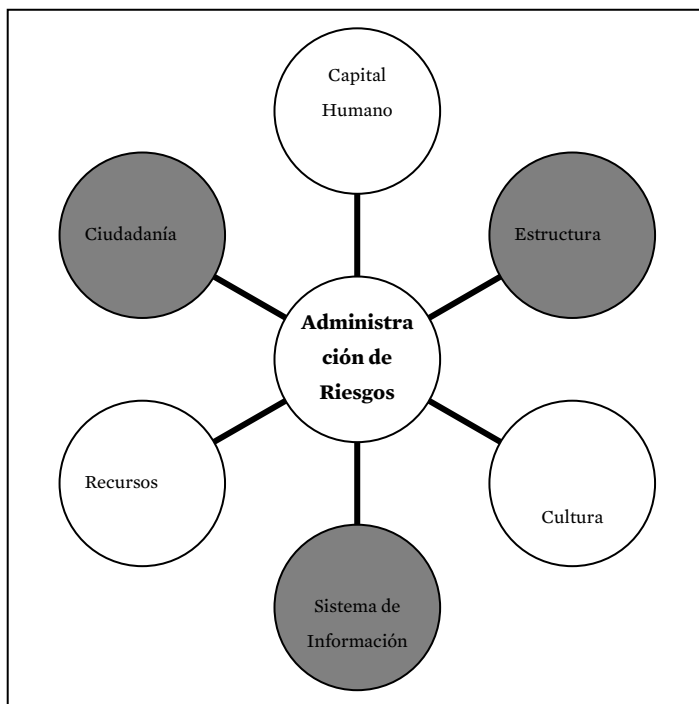 Capital
Humano
Ciudadanía
Estructura
Administra
ción de
Riesgos
Recursos
Cultura
Sistema de
Información